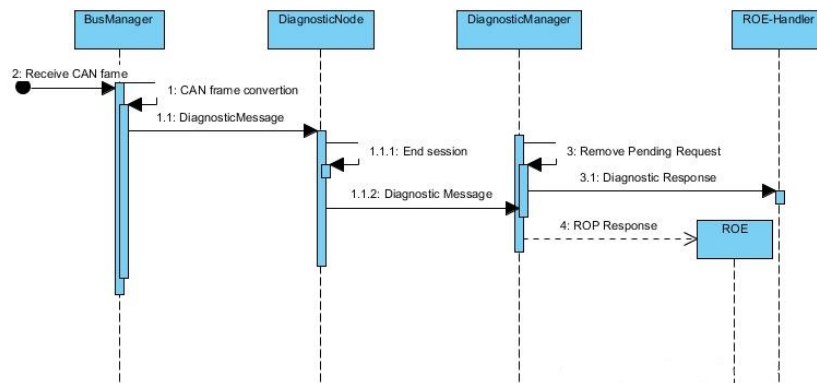 BusManager
DiagnosticNode
DiagnosticManager
ROE-Handler
2: Receive CAN fame
1: CAN frame convertion
1.1: DiagnosticMessage
1.1.1: End session
3: Remove Pending Request
1.1.2: Diagnostic Message
3.1: Diagnostic Response
4: ROP Response
ROE